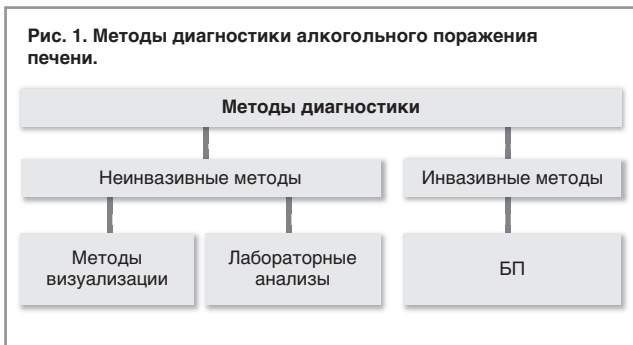 Рис. 1. Методы диагностики алкогольного поражения
печени.
Методы диагностики
Неинвазивные методы
Инвазивные методы
Методы
визуализации
Лабораторные
анализы
БП